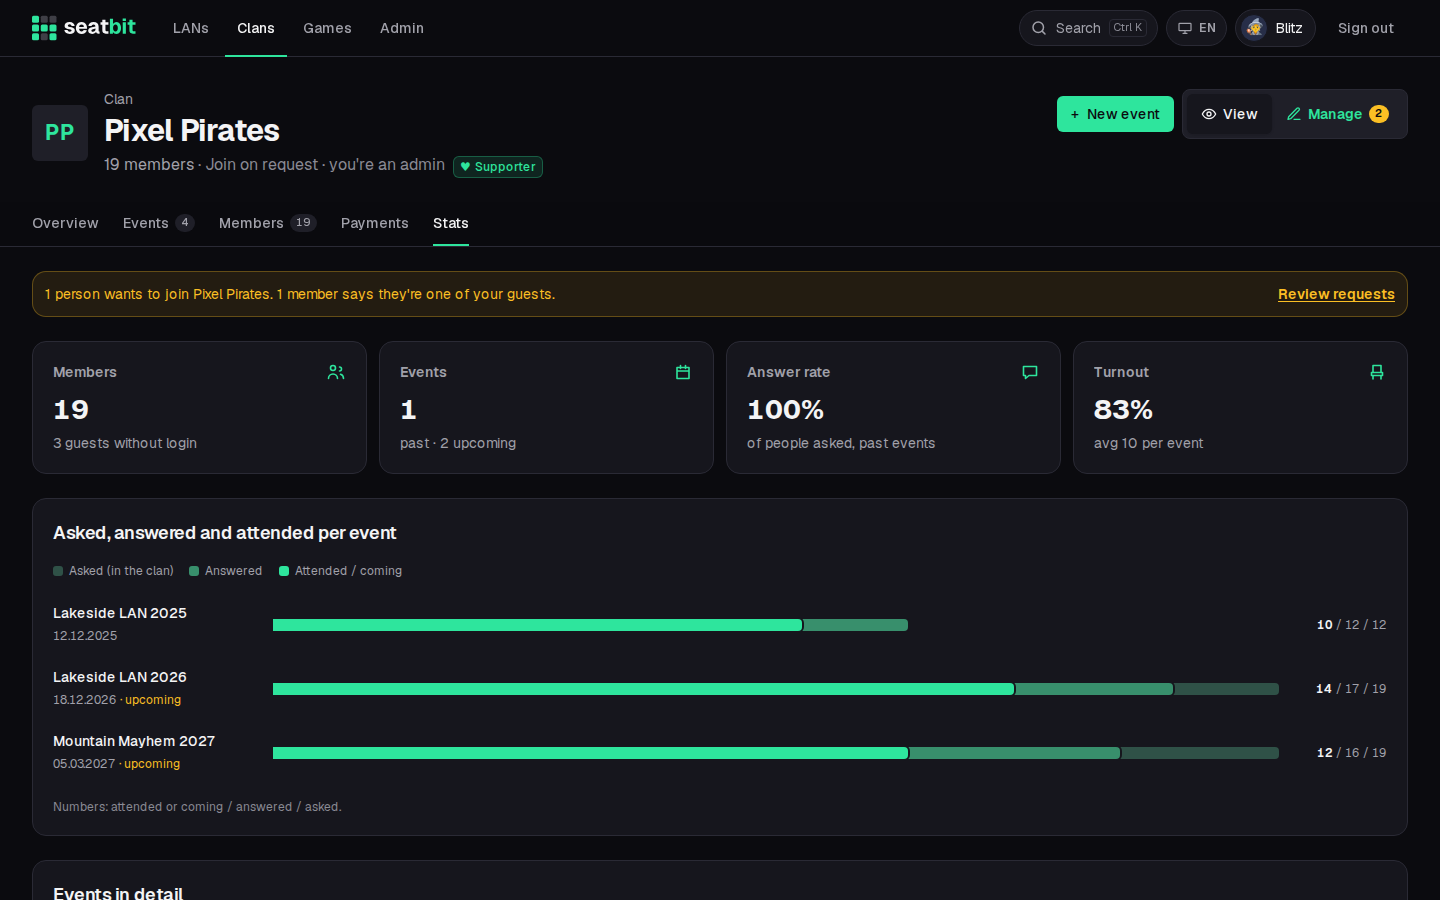 seatbit LANs Clans Games Admin Search Ctrl K EN Blitz Sign out
Clan
PP Pixel Pirates + New event View Manage 2
19 members · Join on request · you're an admin ♥ Supporter
Overview Events 4 Members 19 Payments Stats
1 person wants to join Pixel Pirates. 1 member says they're one of your guests. Review requests
Members Events Answer rate Turnout
19 1 100% 83%
3 guests without login past · 2 upcoming of people asked, past events avg 10 per event
Asked, answered and attended per event
Asked (in the clan) Answered Attended / coming
Lakeside LAN 2025
12.12.2025 10 / 12 / 12
Lakeside LAN 2026
18.12.2026 · upcoming 14 / 17 / 19
Mountain Mayhem 2027
05.03.2027 · upcoming 12 / 16 / 19
Numbers: attended or coming / answered / asked.
Events in detail